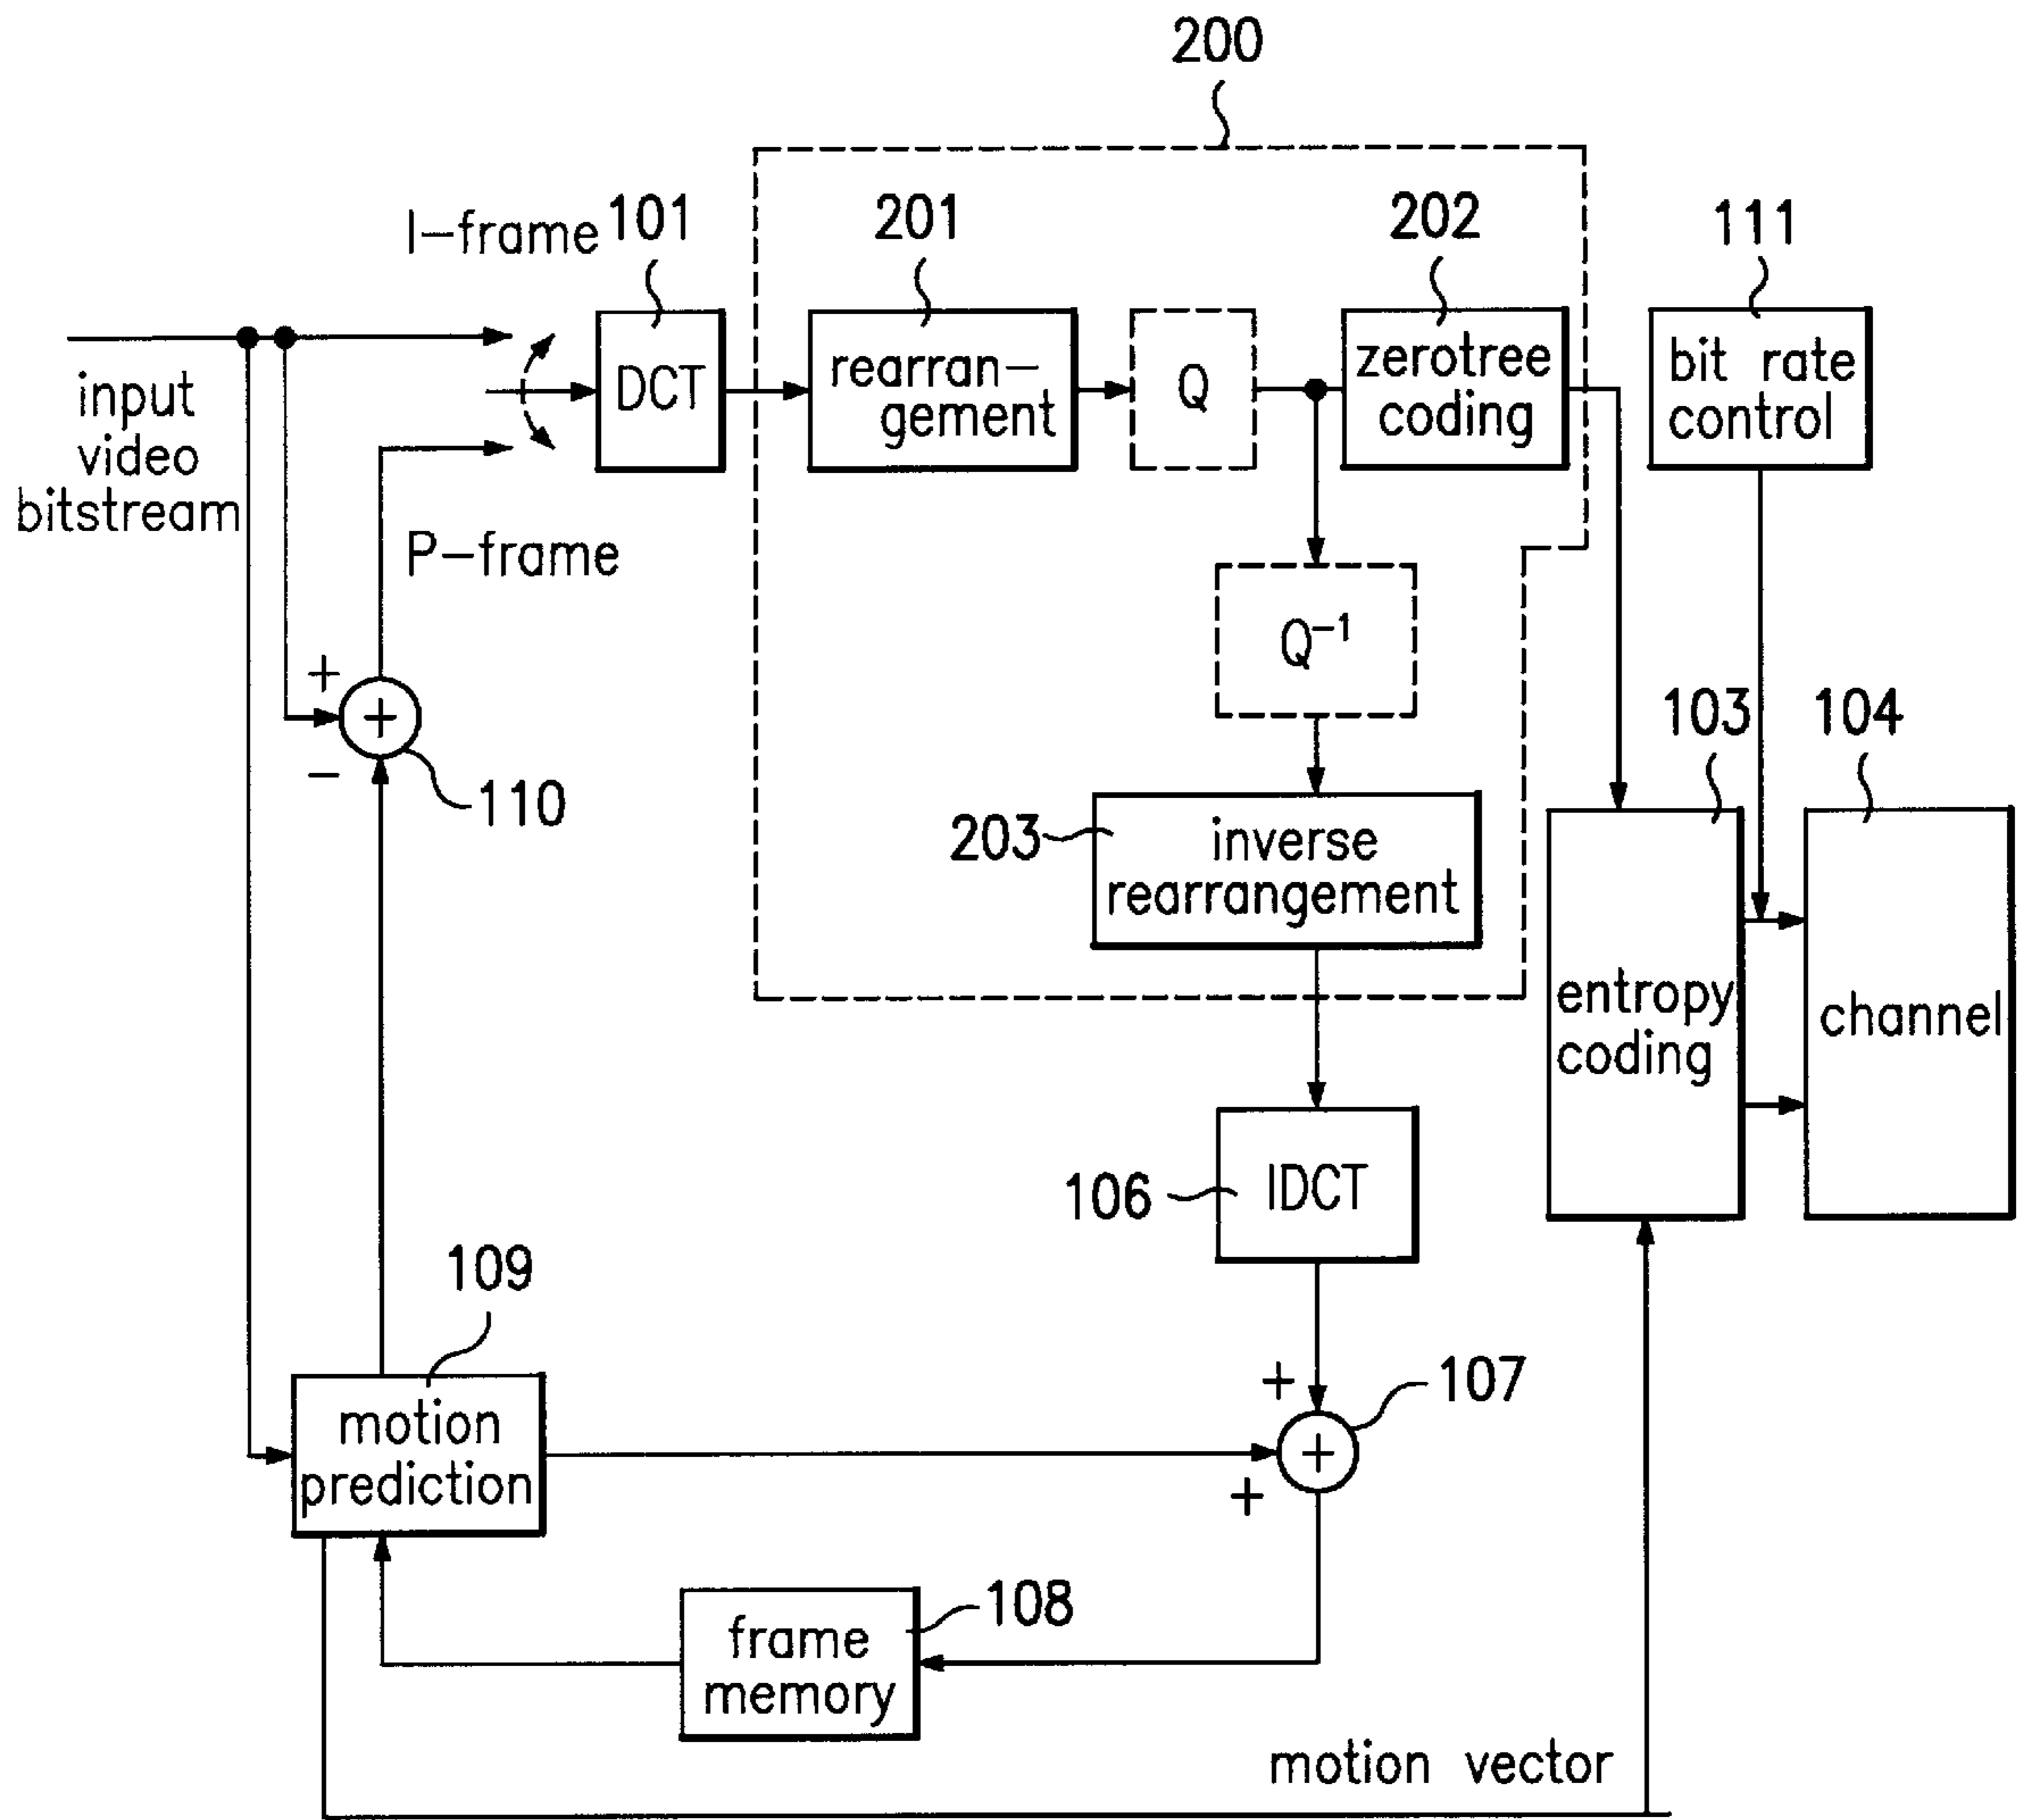 200
I-frame
101
201
202
111
input
video
bitstream
DCT
rearran-
gement
Q
zerotree
coding
bit rate
control
P-frame
Q⁻¹
+
+
-
110
103
104
203
inverse
rearrangement
entropy
coding
channel
106
IDCT
109
motion
prediction
+
107
+
+
108
frame
memory
motion vector